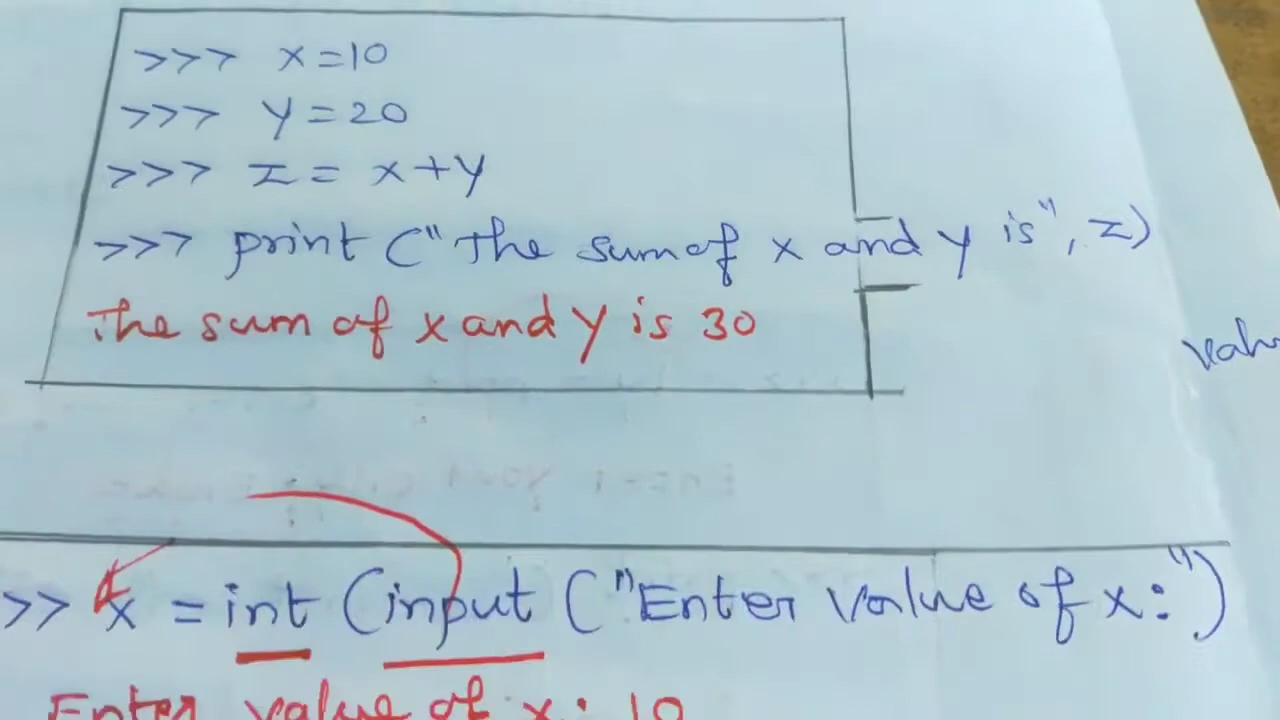 >>> x=10
>>> y=20
>>> z= x+y
>>> print ("The sum of x and y is", z)
The sum of x and y is 30
>> x = int (input ("Enter value of x:")
Enter value of x: 10